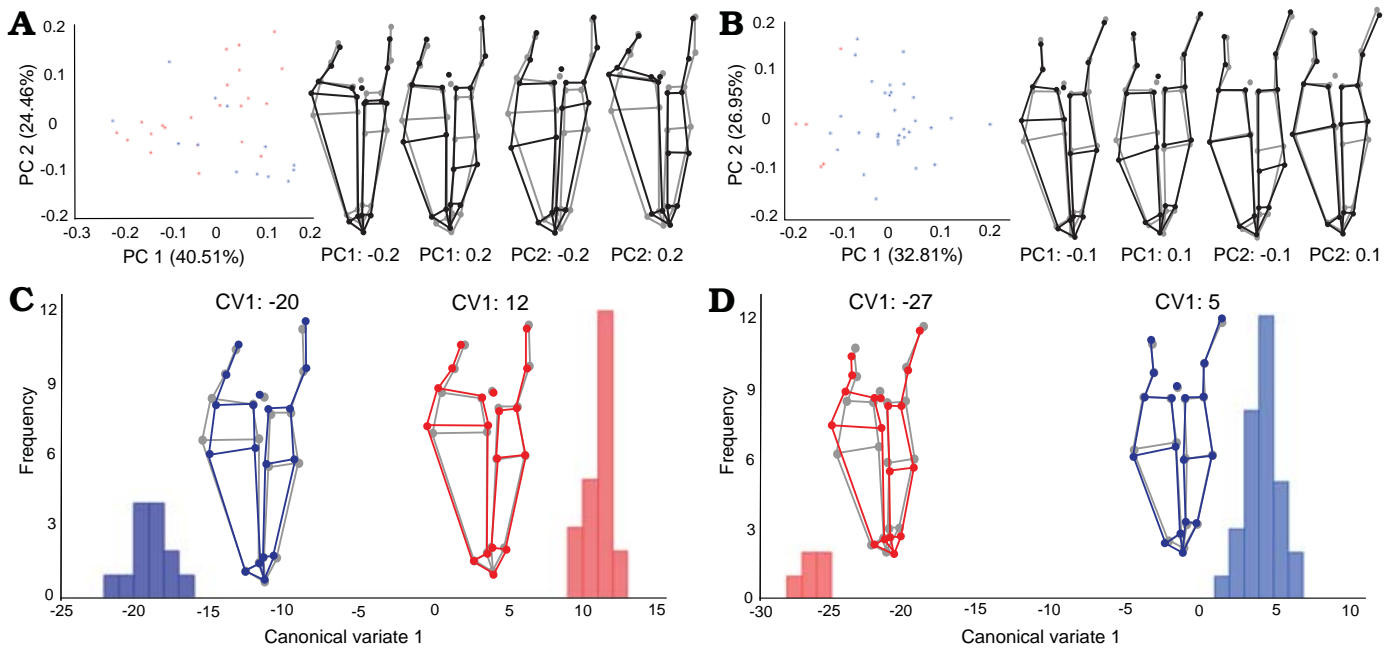 A
PC 2 (24.46%)
0.2
0.1
0
-0.1
-0.2
-0.3 -0.2 -0.1 0 0.1 0.2
PC 1 (40.51%)
PC1: -0.2 PC1: 0.2 PC2: -0.2 PC2: 0.2
B
PC 2 (26.95%)
0.2
0.1
0
-0.1
-0.2
-0.2 -0.1 0 0.1 0.2
PC 1 (32.81%)
PC1: -0.1 PC1: 0.1 PC2: -0.1 PC2: 0.1
C
CV1: -20 CV1: 12
Frequency
12
9
6
3
0
-25 -20 -15 -10 -5 0 5 10 15
Canonical variate 1
D
CV1: -27 CV1: 5
Frequency
12
9
6
3
0
-30 -25 -20 -15 -10 -5 0 5 10
Canonical variate 1